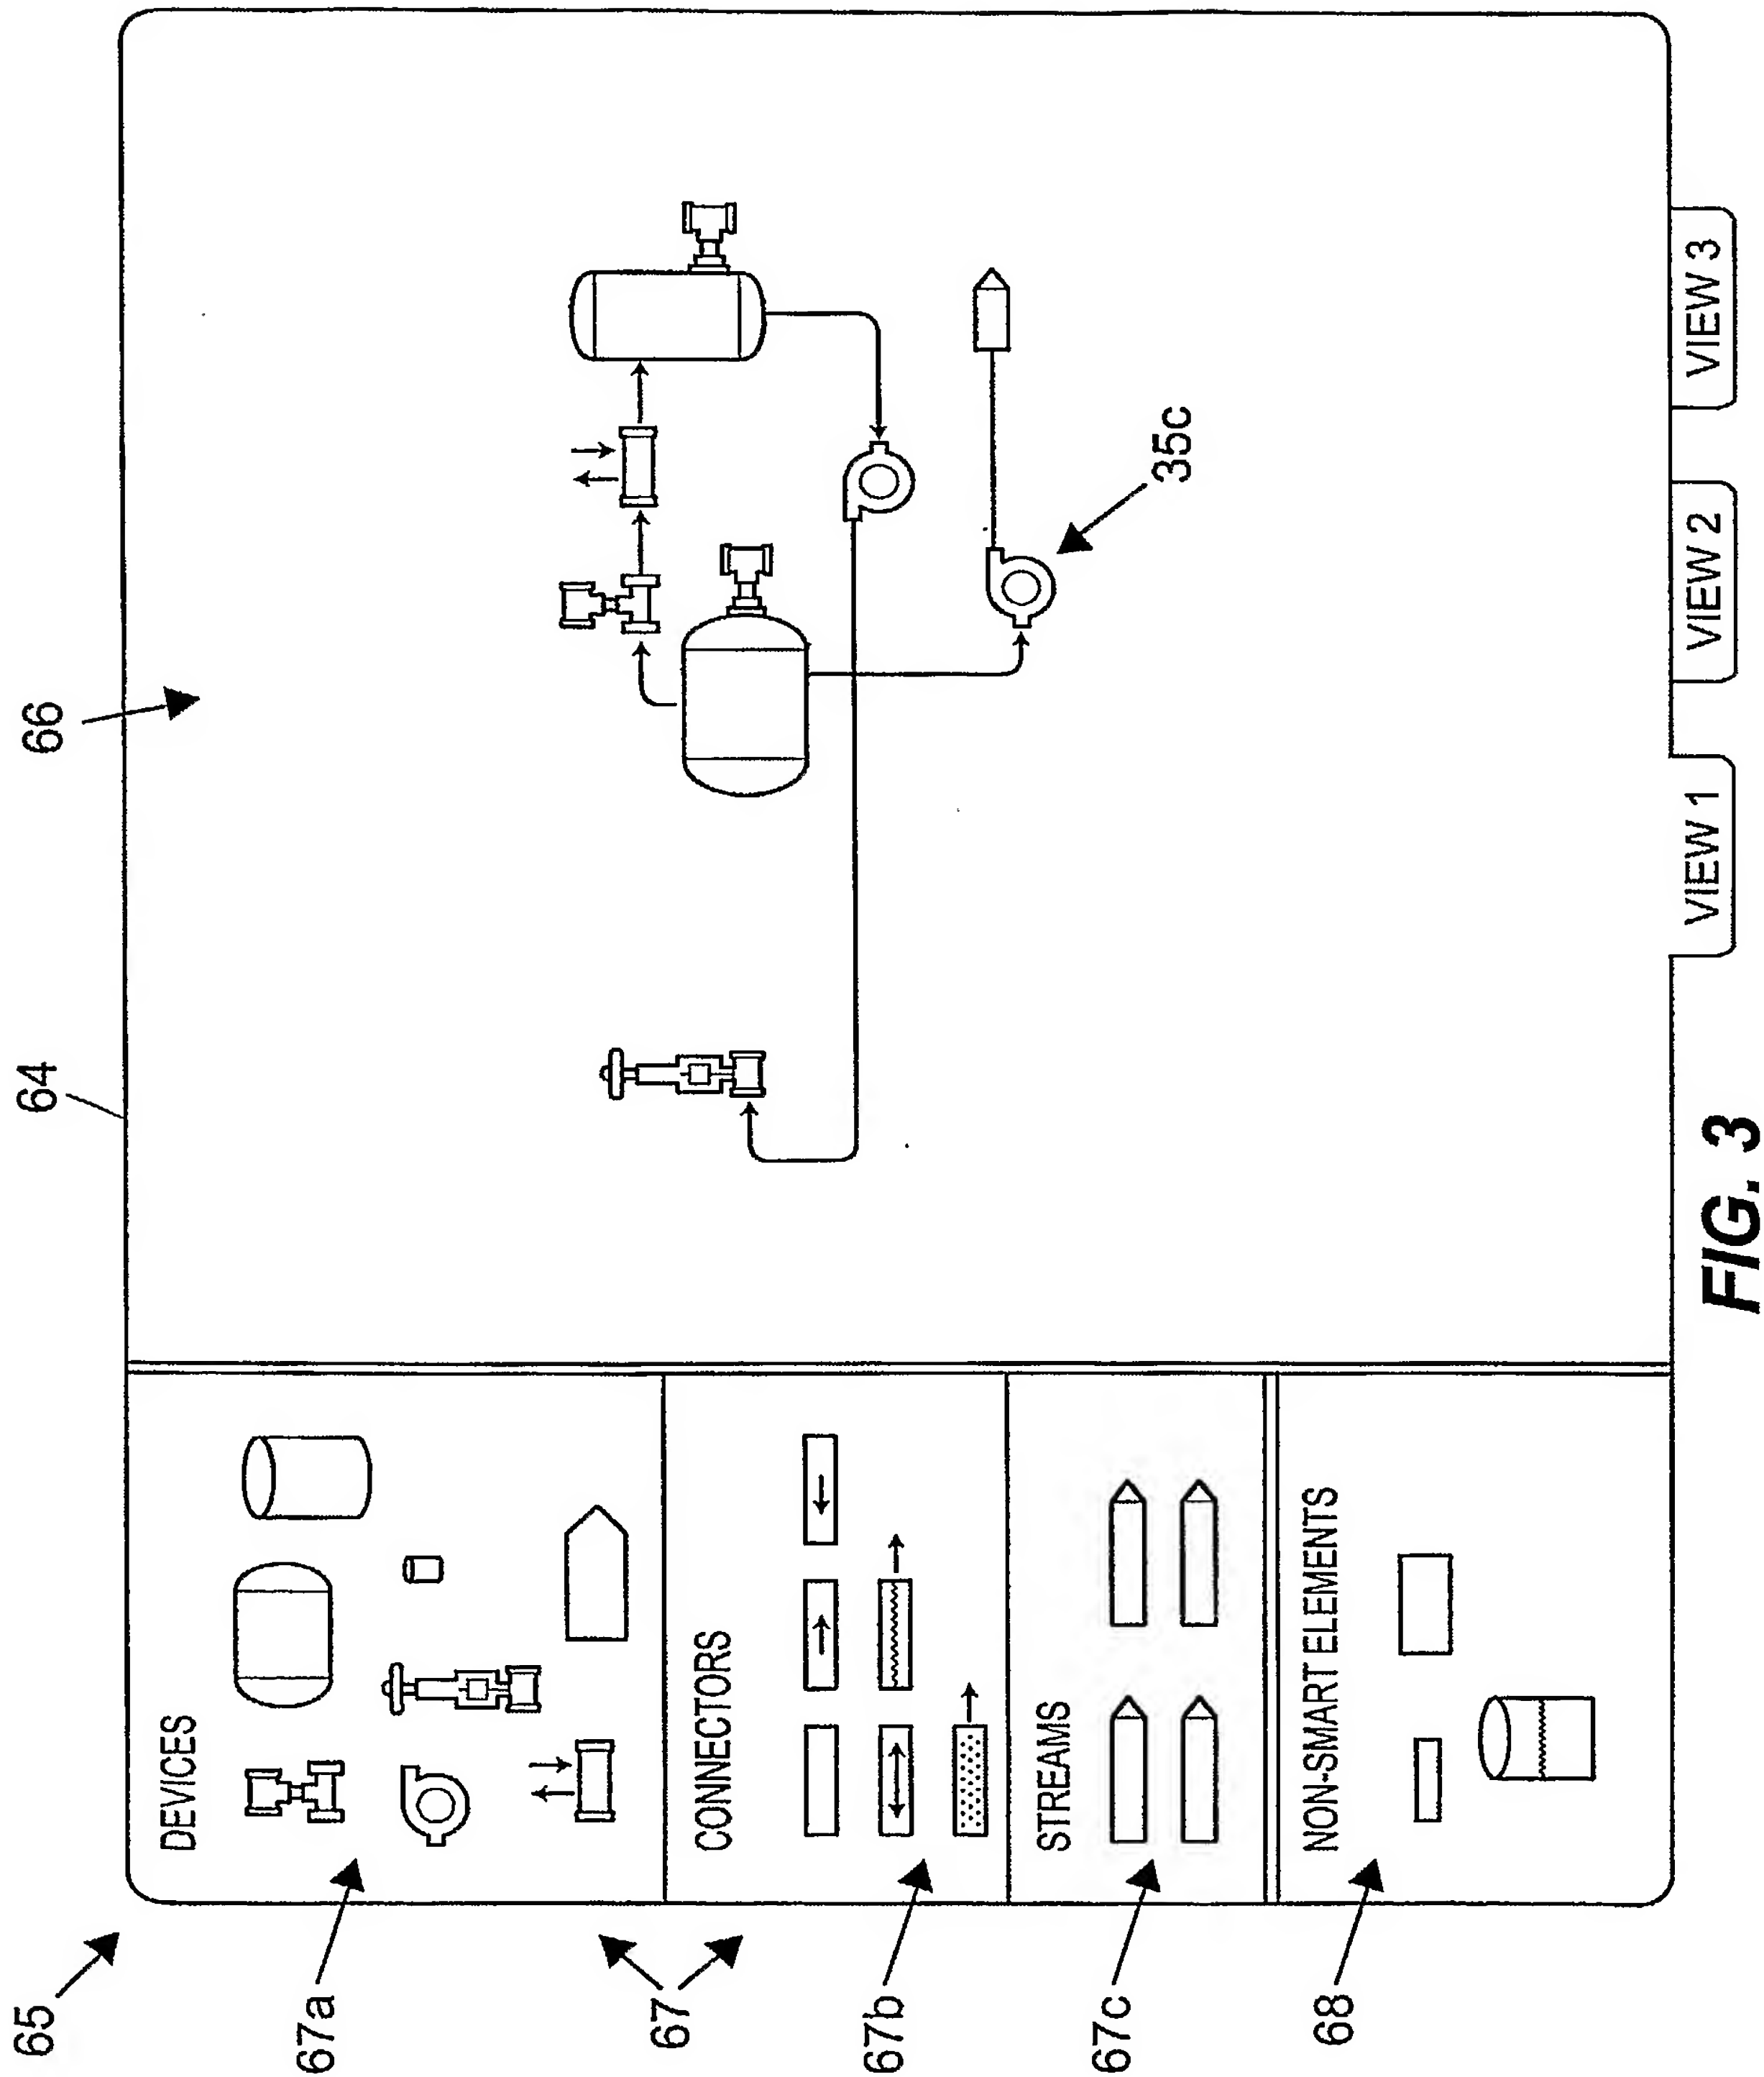 65
64
66
67a
DEVICES
67
CONNECTORS
67b
STREAMS
67c
NON-SMART ELEMENTS
68
35c
VIEW 1
VIEW 2
VIEW 3
FIG. 3